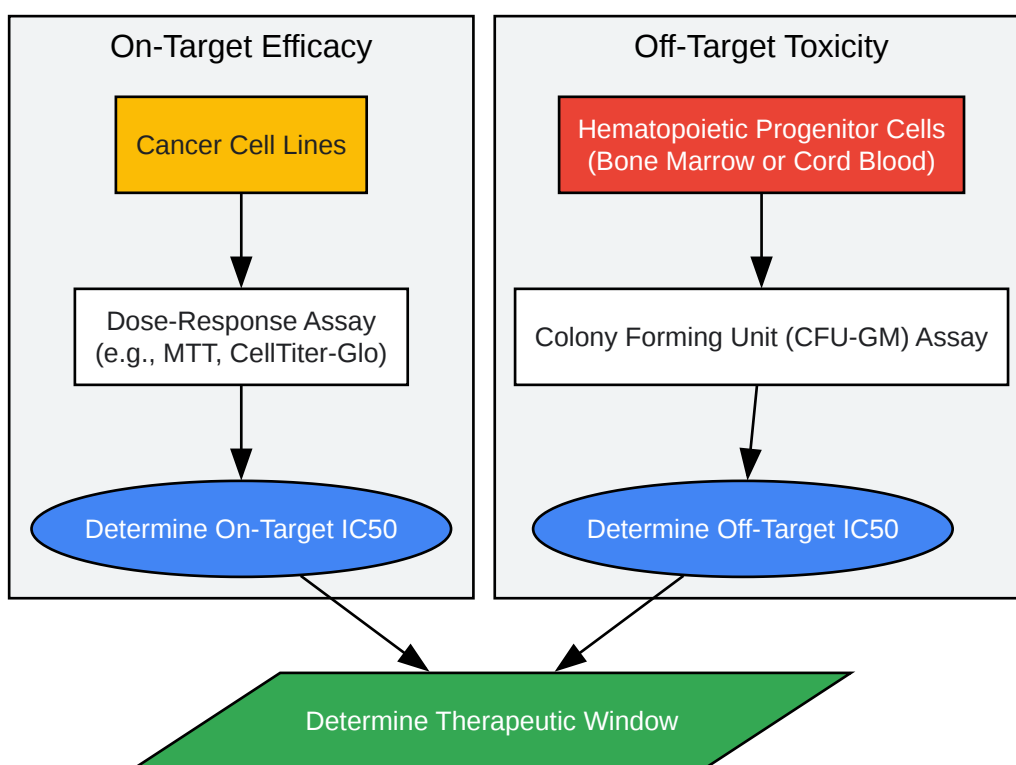 On-Target Efficacy
Cancer Cell Lines
Dose-Response Assay
(e.g., MTT, CellTiter-Glo)
Determine On-Target IC50
Off-Target Toxicity
Hematopoietic Progenitor Cells
(Bone Marrow or Cord Blood)
Colony Forming Unit (CFU-GM) Assay
Determine Off-Target IC50
Determine Therapeutic Window